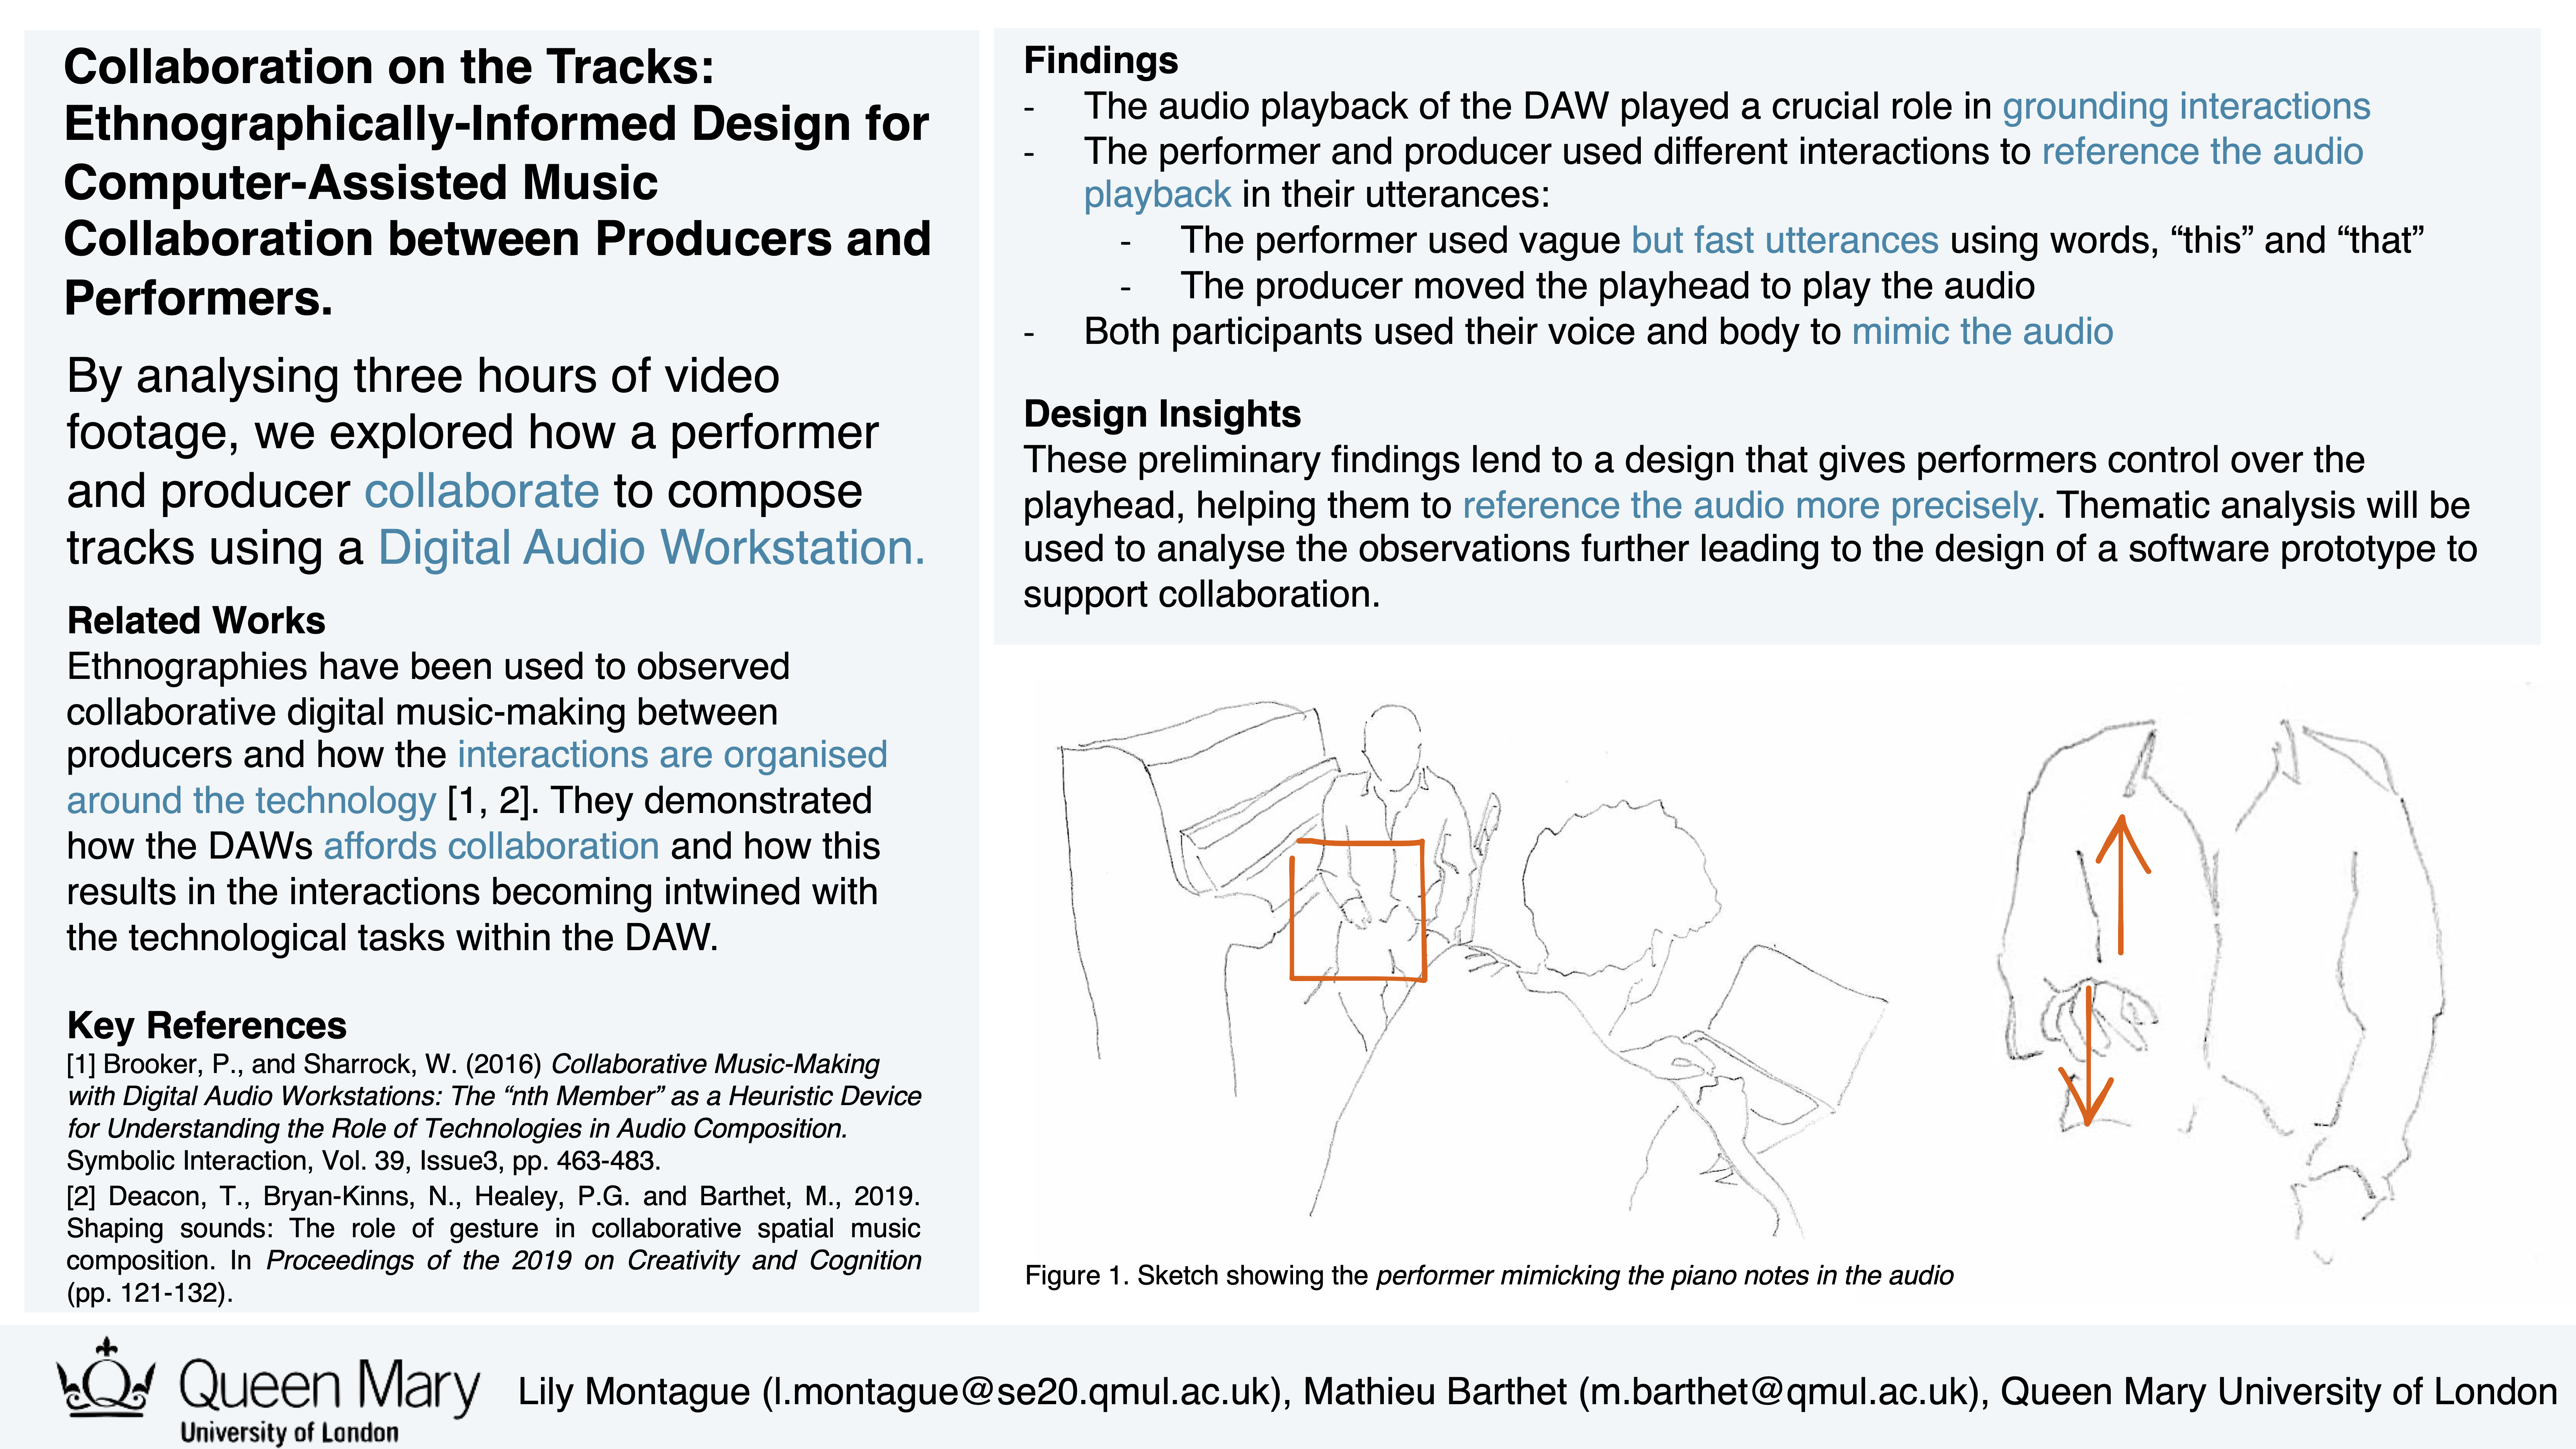 Collaboration on the Tracks:
Ethnographically-Informed Design for
Computer-Assisted Music
Collaboration between Producers and
Performers.
By analysing three hours of video
footage, we explored how a performer
and producer collaborate to compose
tracks using a Digital Audio Workstation.
Related Works
Ethnographies have been used to observed
collaborative digital music-making between
producers and how the interactions are organised
around the technology [1, 2]. They demonstrated
how the DAWs affords collaboration and how this
results in the interactions becoming intwined with
the technological tasks within the DAW.
Key References
[1] Brooker, P., and Sharrock, W. (2016) Collaborative Music-Making
with Digital Audio Workstations: The “nth Member” as a Heuristic Device
for Understanding the Role of Technologies in Audio Composition.
Symbolic Interaction, Vol. 39, Issue3, pp. 463-483.
[2] Deacon, T., Bryan-Kinns, N., Healey, P.G. and Barthet, M., 2019.
Shaping sounds: The role of gesture in collaborative spatial music
composition. In Proceedings of the 2019 on Creativity and Cognition
(pp. 121-132).
Findings
- The audio playback of the DAW played a crucial role in grounding interactions
- The performer and producer used different interactions to reference the audio
playback in their utterances:
- The performer used vague but fast utterances using words, “this” and “that”
- The producer moved the playhead to play the audio
- Both participants used their voice and body to mimic the audio
Design Insights
These preliminary findings lend to a design that gives performers control over the
playhead, helping them to reference the audio more precisely. Thematic analysis will be
used to analyse the observations further leading to the design of a software prototype to
support collaboration.
Figure 1. Sketch showing the performer mimicking the piano notes in the audio
Queen Mary
University of London
Lily Montague (l.montague@se20.qmul.ac.uk), Mathieu Barthet (m.barthet@qmul.ac.uk), Queen Mary University of London